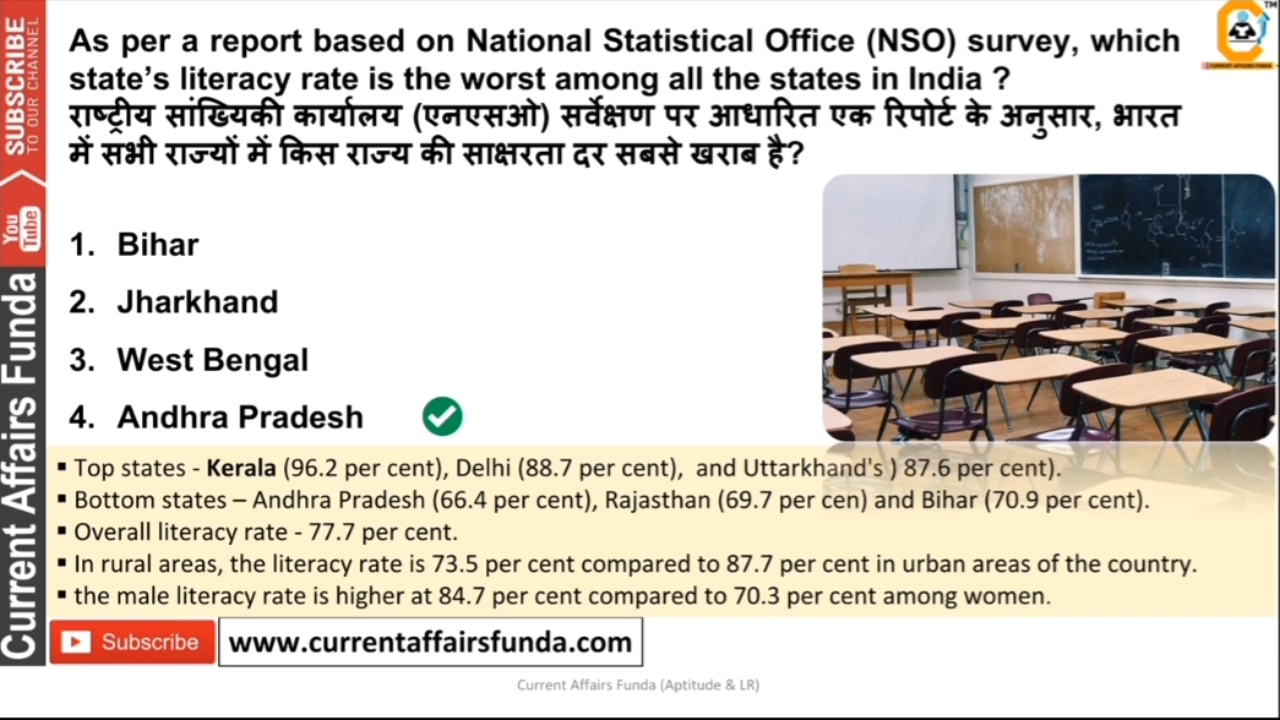 As per a report based on National Statistical Office (NSO) survey, which
state's literacy rate is the worst among all the states in India ?
राष्ट्रीय सांख्यिकी कार्यालय (एनएसओ) सर्वेक्षण पर आधारित एक रिपोर्ट के अनुसार, भारत
में सभी राज्यों में किस राज्य की साक्षरता दर सबसे खराब है?
1. Bihar
2. Jharkhand
3. West Bengal
4. Andhra Pradesh
▪ Top states - Kerala (96.2 per cent), Delhi (88.7 per cent), and Uttarkhand's ) 87.6 per cent).
▪ Bottom states – Andhra Pradesh (66.4 per cent), Rajasthan (69.7 per cen) and Bihar (70.9 per cent).
▪ Overall literacy rate - 77.7 per cent.
▪ In rural areas, the literacy rate is 73.5 per cent compared to 87.7 per cent in urban areas of the country.
▪ the male literacy rate is higher at 84.7 per cent compared to 70.3 per cent among women.
Subscribe
www.currentaffairsfunda.com
Current Affairs Funda (Aptitude & LR)
SUBSCRIBE
TO OUR CHANNEL
You
Tube
Current Affairs Funda
TM
CURRENT AFFAIRS FUNDA